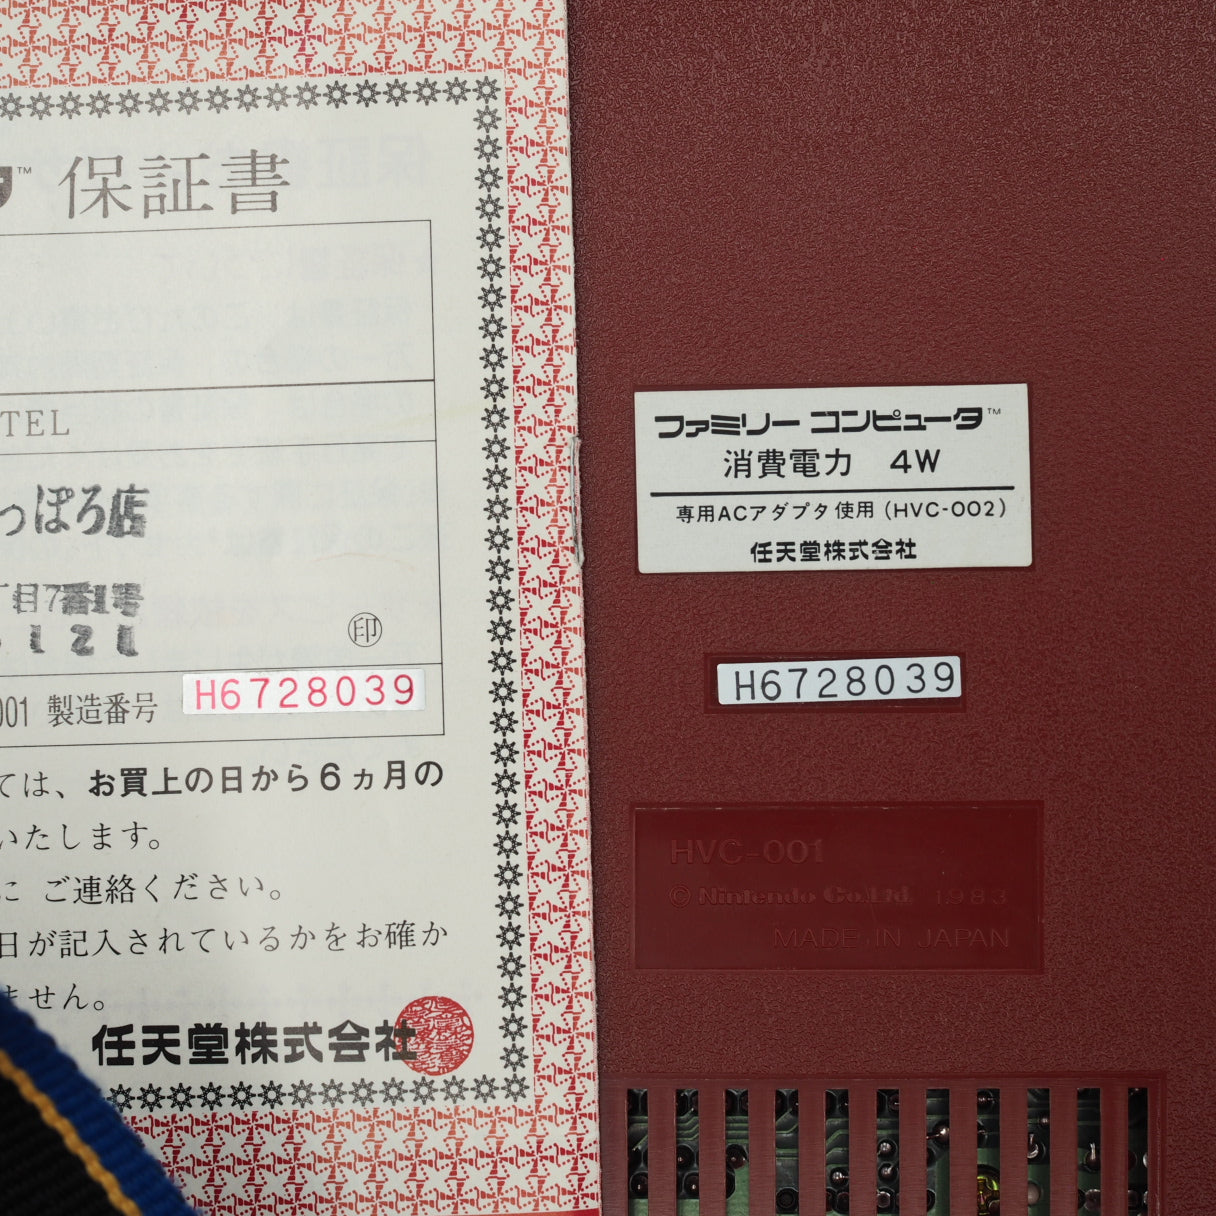 タ™ 保証書
TEL
っぽろ店
丁目7番1号
121
001 製造番号 H6728039
印
ては、お買上の日から6ヵ月の
いたします。
に ご連絡ください。
日が記入されているかをお確か
ません。
任天堂株式会社
ファミリー コンピュータ™
消費電力 4W
専用ACアダプタ使用 (HVC-002)
任天堂株式会社
H6728039
HVC-001
© Nintendo Co.Ltd. 1983
MADE IN JAPAN